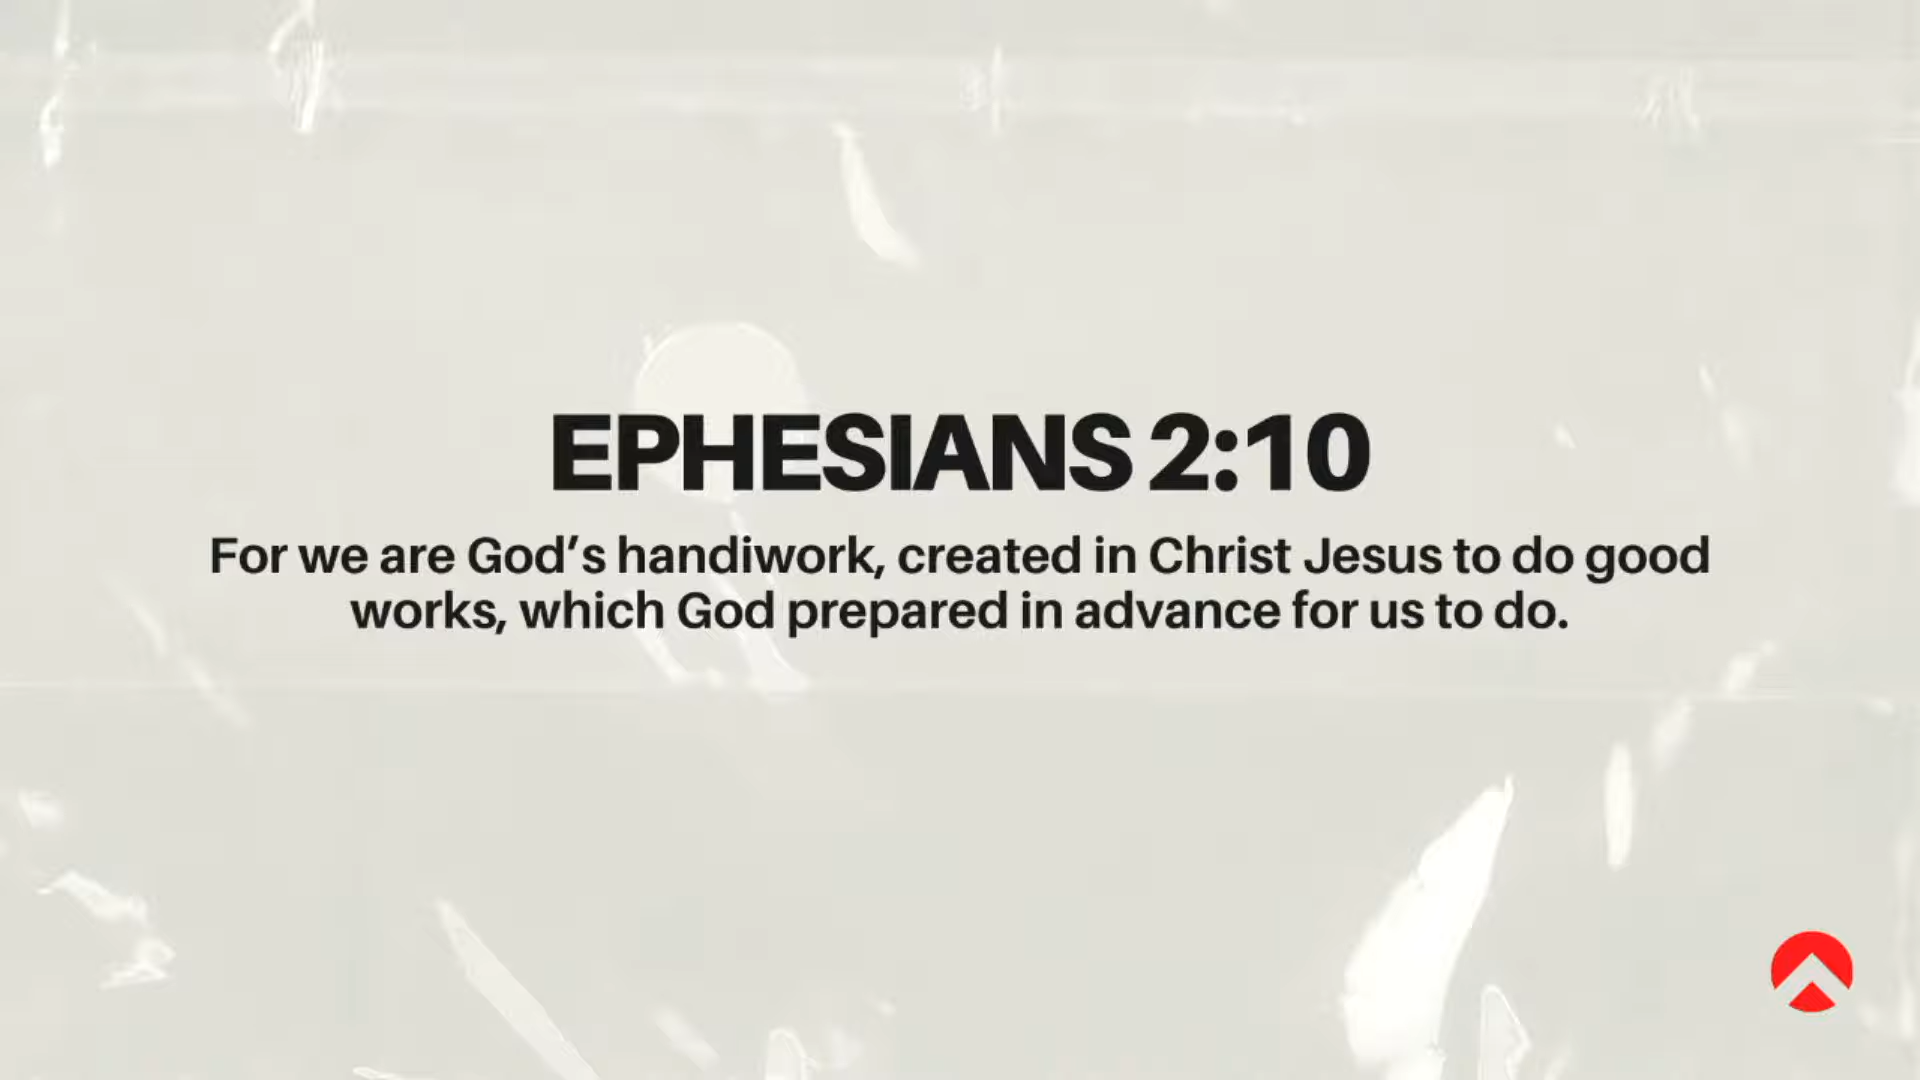 EPHESIANS 2:10
For we are God’s handiwork, created in Christ Jesus to do good
works, which God prepared in advance for us to do.